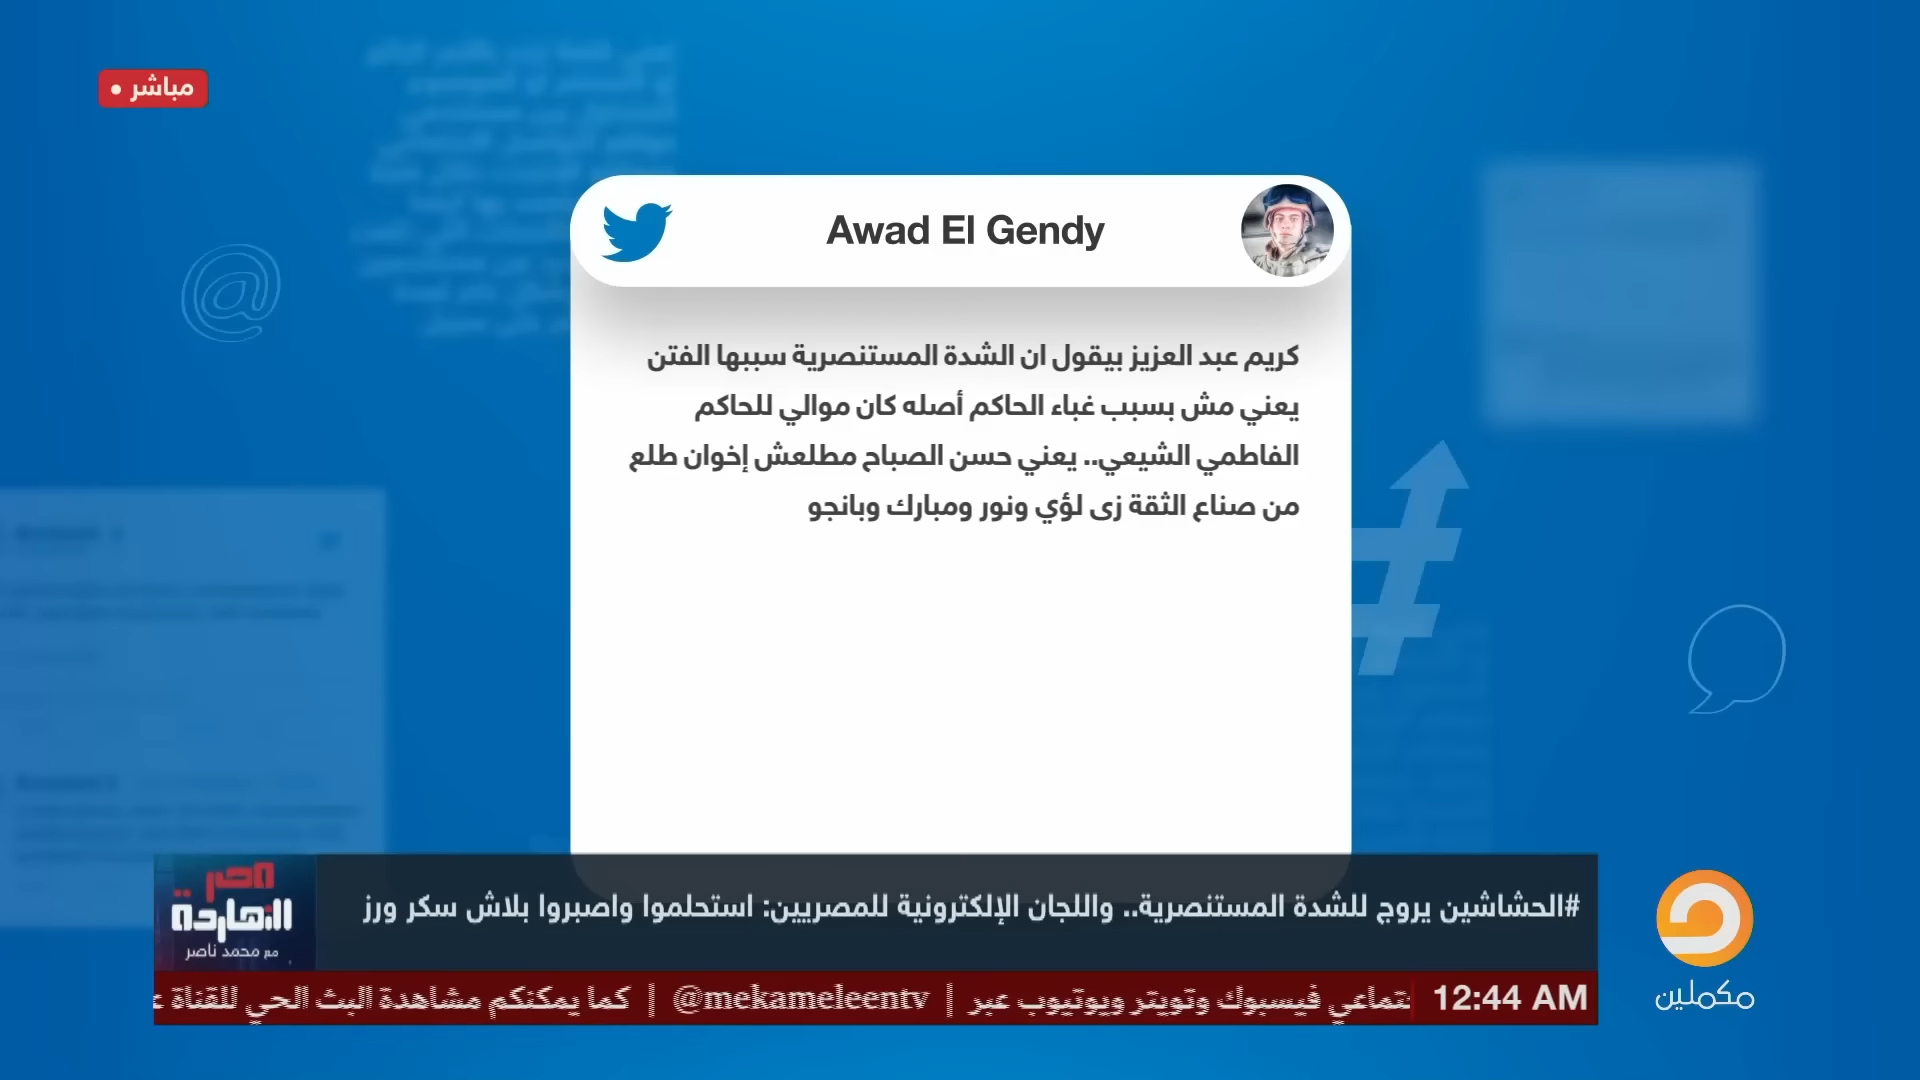 مباشر
Awad El Gendy
كريم عبد العزيز بيقول ان الشدة المستنصرية سببها الفتن
يعني مش بسبب غباء الحاكم أصله كان موالي للحاكم
الفاطمي الشيعي.. يعني حسن الصباح مطلعش إخوان طلع
من صناع الثقة زى لؤي ونور ومبارك وبانجو
#الحشاشين يروج للشدة المستنصرية.. واللجان الإلكترونية للمصريين: استحلموا واصبروا بلاش سكر ورز
مصر
النهاردة
مع محمد ناصر
فيسبوك وتويتر ويوتيوب عبر | @mekameleentv | كما يمكنكم مشاهدة البث الحي للقناة
12:44 AM
مكملين